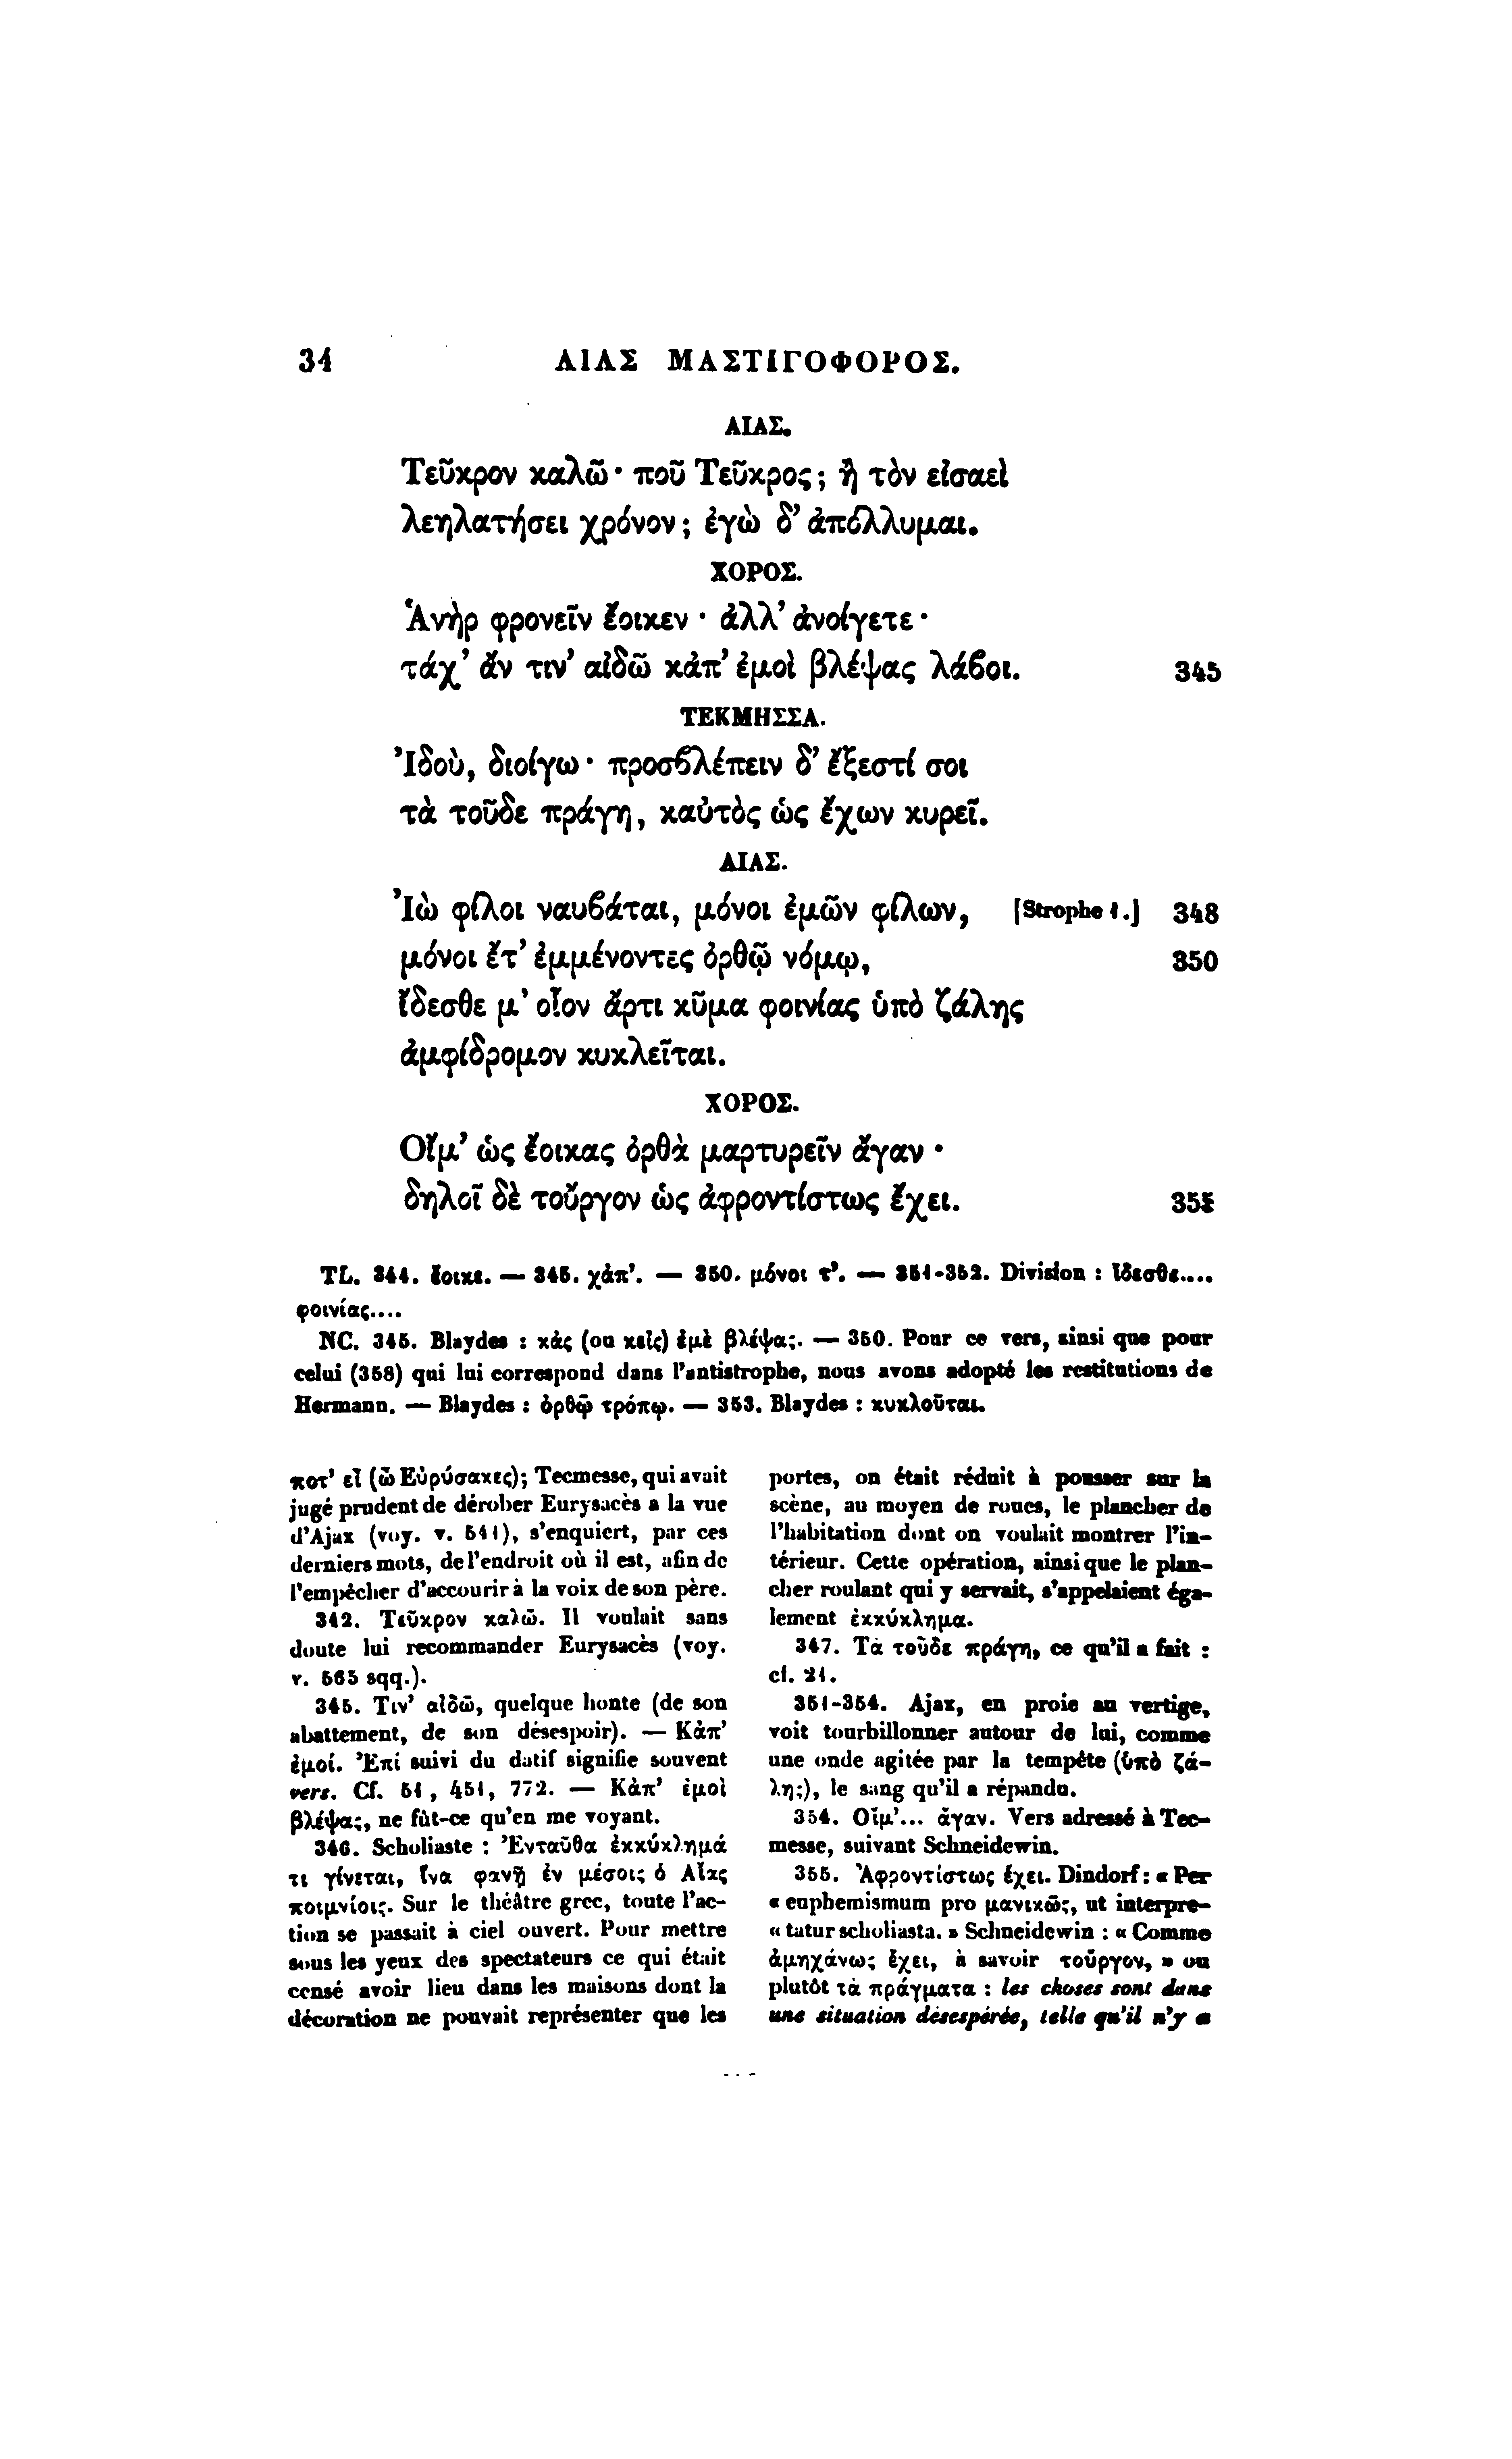 34 ΑΙΑΣ ΜΑΣΤΙΓΟΦΟΡΟΣ.
ΑΙΑΣ.
Τεῦκρον καλῶ· ποῦ Τεῦκρος; ἢ τὸν εἰσαεὶ
λεηλατήσει χρόνον; ἐγὼ δ’ ἀπόλλυμαι.
ΧΟΡΟΣ.
Ἁνὴρ φρονεῖν ἔοικεν· ἀλλ’ ἀνοίγετε·
τάχ’ ἄν τιν’ αἰδῶ κἀπ’ ἐμοὶ βλέψας λάϐοι. 345
ΤΕΚΜΗΣΣΑ.
Ἰδοὺ, διοίγω· προσϐλέπειν δ’ ἔξεστί σοι
τὰ τοῦδε πράγη, καὐτὸς ὡς ἔχων κυρεῖ.
ΑΙΑΣ.
Ἰὼ φίλοι ναυϐάται, μόνοι ἐμῶν φίλων, [Strophe 1.] 348
μόνοι ἔτ’ ἐμμένοντες ὀρθῷ νόμῳ, 350
ἴδεσθε μ’ οἷον ἄρτι κῦμα φοινίας ὑπὸ ζάλης
ἀμφίδρομον κυκλεῖται.
ΧΟΡΟΣ.
Οἴμ’ ὡς ἔοικας ὀρθὰ μαρτυρεῖν ἄγαν·
δηλοῖ δὲ τοὔργον ὡς ἀφροντίστως ἔχει. 355
TL. 344. ἔοικε. — 345. χἀπ’. — 350. μόνοι τ’. — 351-352. Division : ἴδεσθε....
φοινίας....
NC. 345. Blaydes : κἀς (ou κεἰς) ἐμὲ βλέψας. — 350. Pour ce vers, ainsi que pour
celui (358) qui lui correspond dans l’antistrophe, nous avons adopté les restitutions de
Hermann. — Blaydes : ὀρθῷ τρόπῳ. — 353. Blaydes : κυκλοῦται.
ποτ’ εἶ (ὦ Εὐρύσακες); Tecmesse, qui avait
jugé prudent de dérober Eurysacès a la vue
d’Ajax (voy. v. 541), s’enquiert, par ces
derniers mots, de l’endroit où il est, afin de
l’empêcher d’accourir à la voix de son père.
342. Τεῦκρον καλῶ. Il voulait sans
doute lui recommander Eurysacès (voy.
v. 565 sqq.).
345. Τιν’ αἰδῶ, quelque honte (de son
abattement, de son désespoir). — Κἀπ’
ἐμοί. Ἐπί suivi du datif signifie souvent
vers. Cf. 51, 451, 772. — Κἀπ’ ἐμοὶ
βλέψας, ne fût-ce qu’en me voyant.
346. Scholiaste : Ἐνταῦθα ἐκκύκλημά
τι γίνεται, ἵνα φανῇ ἐν μέσοις ὁ Αἴας
ποιμνίοις. Sur le théâtre grec, toute l’ac-
tion se passait à ciel ouvert. Pour mettre
sous les yeux des spectateurs ce qui était
censé avoir lieu dans les maisons dont la
décoration ne pouvait représenter que les
portes, on était réduit à pousser sur la
scène, au moyen de roues, le plancher de
l’habitation dont on voulait montrer l’in-
térieur. Cette opération, ainsi que le plan-
cher roulant qui y servait, s’appelaient éga-
lement ἐκκύκλημα.
347. Τὰ τοῦδε πράγη, ce qu’il a fait :
cf. 21.
351-354. Ajax, en proie au vertige,
voit tourbillonner autour de lui, comme
une onde agitée par la tempête (ὑπὸ ζά-
λης), le sang qu’il a répandu.
354. Οἴμ’... ἄγαν. Vers adressé à Tec-
messe, suivant Schneidewin.
355. Ἀφροντίστως ἔχει. Dindorf : « Per
« euphemismum pro μανικῶς, ut interpre-
« tatur scholiasta. » Schneidewin : « Comme
ἀμηχάνως ἔχει, à savoir τοὔργον, » ou
plutôt τὰ πράγματα : les choses sont dans
une situation désespérée, telle qu’il n’y a